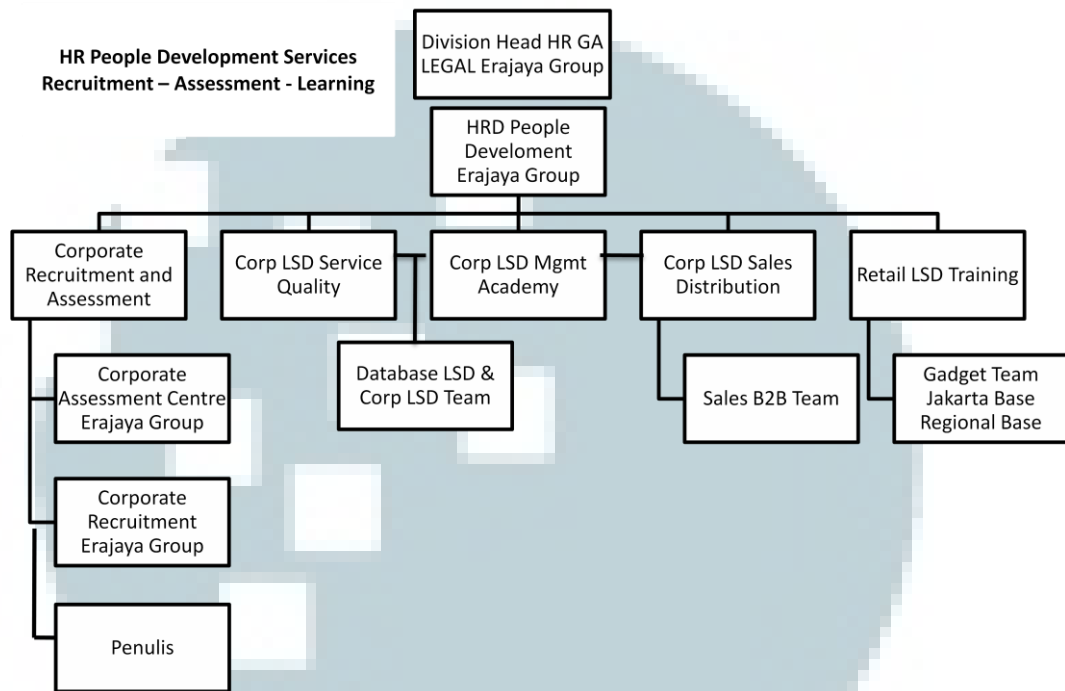 HR People Development Services
Recruitment – Assessment - Learning
Division Head HR GA
LEGAL Erajaya Group
HRD People
Develoment
Erajaya Group
Corporate
Recruitment and
Assessment
Corp LSD Service
Quality
Corp LSD Mgmt
Academy
Corp LSD Sales
Distribution
Retail LSD Training
Corporate
Assessment Centre
Erajaya Group
Database LSD &
Corp LSD Team
Sales B2B Team
Gadget Team
Jakarta Base
Regional Base
Corporate
Recruitment
Erajaya Group
Penulis